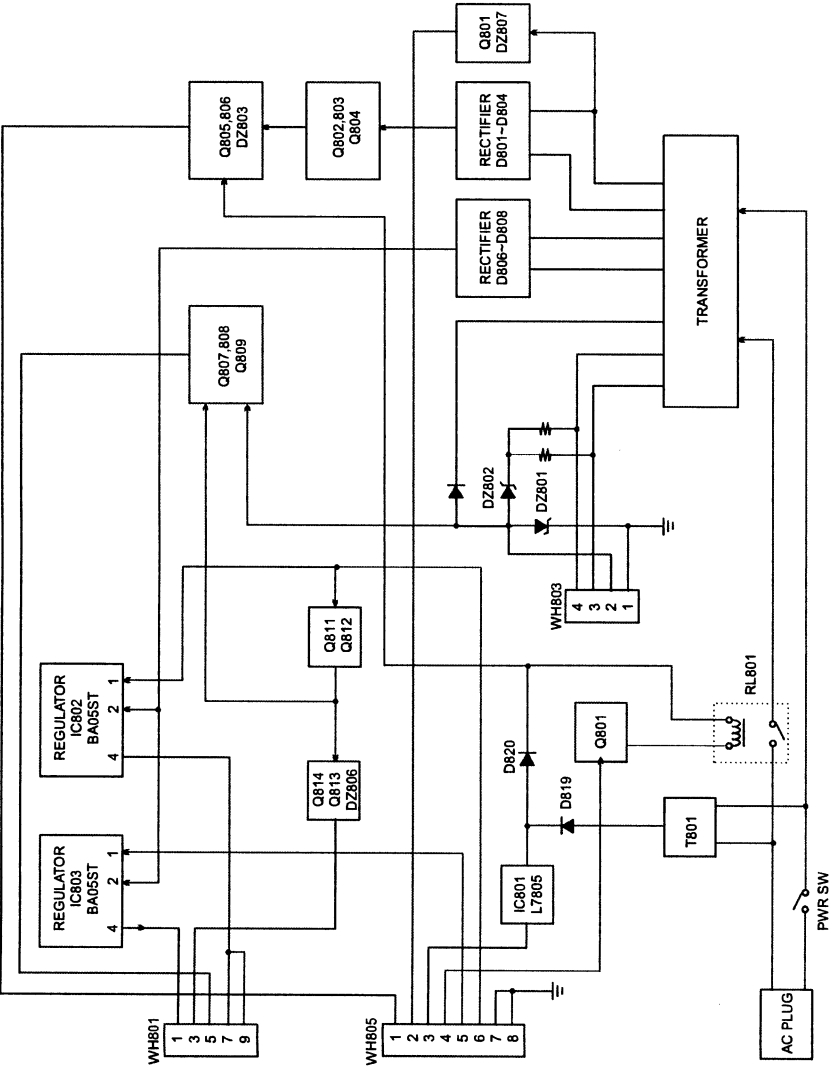 Q801
DZ807
Q805,806
DZ803
Q802,803
Q804
RECTIFIER
D801~D804
RECTIFIER
D806~D808
TRANSFORMER
Q807,808
Q809
DZ802
DZ801
WH803
4
3
2
1
Q811
Q812
REGULATOR
IC802
BA05ST
1
2
4
RL801
Q801
D820
D819
Q814
Q813
DZ806
T801
REGULATOR
IC803
BA05ST
1
2
4
IC801
L7805
PWR SW
WH801
1
3
5
7
9
WH805
1
2
3
4
5
6
7
8
AC PLUG